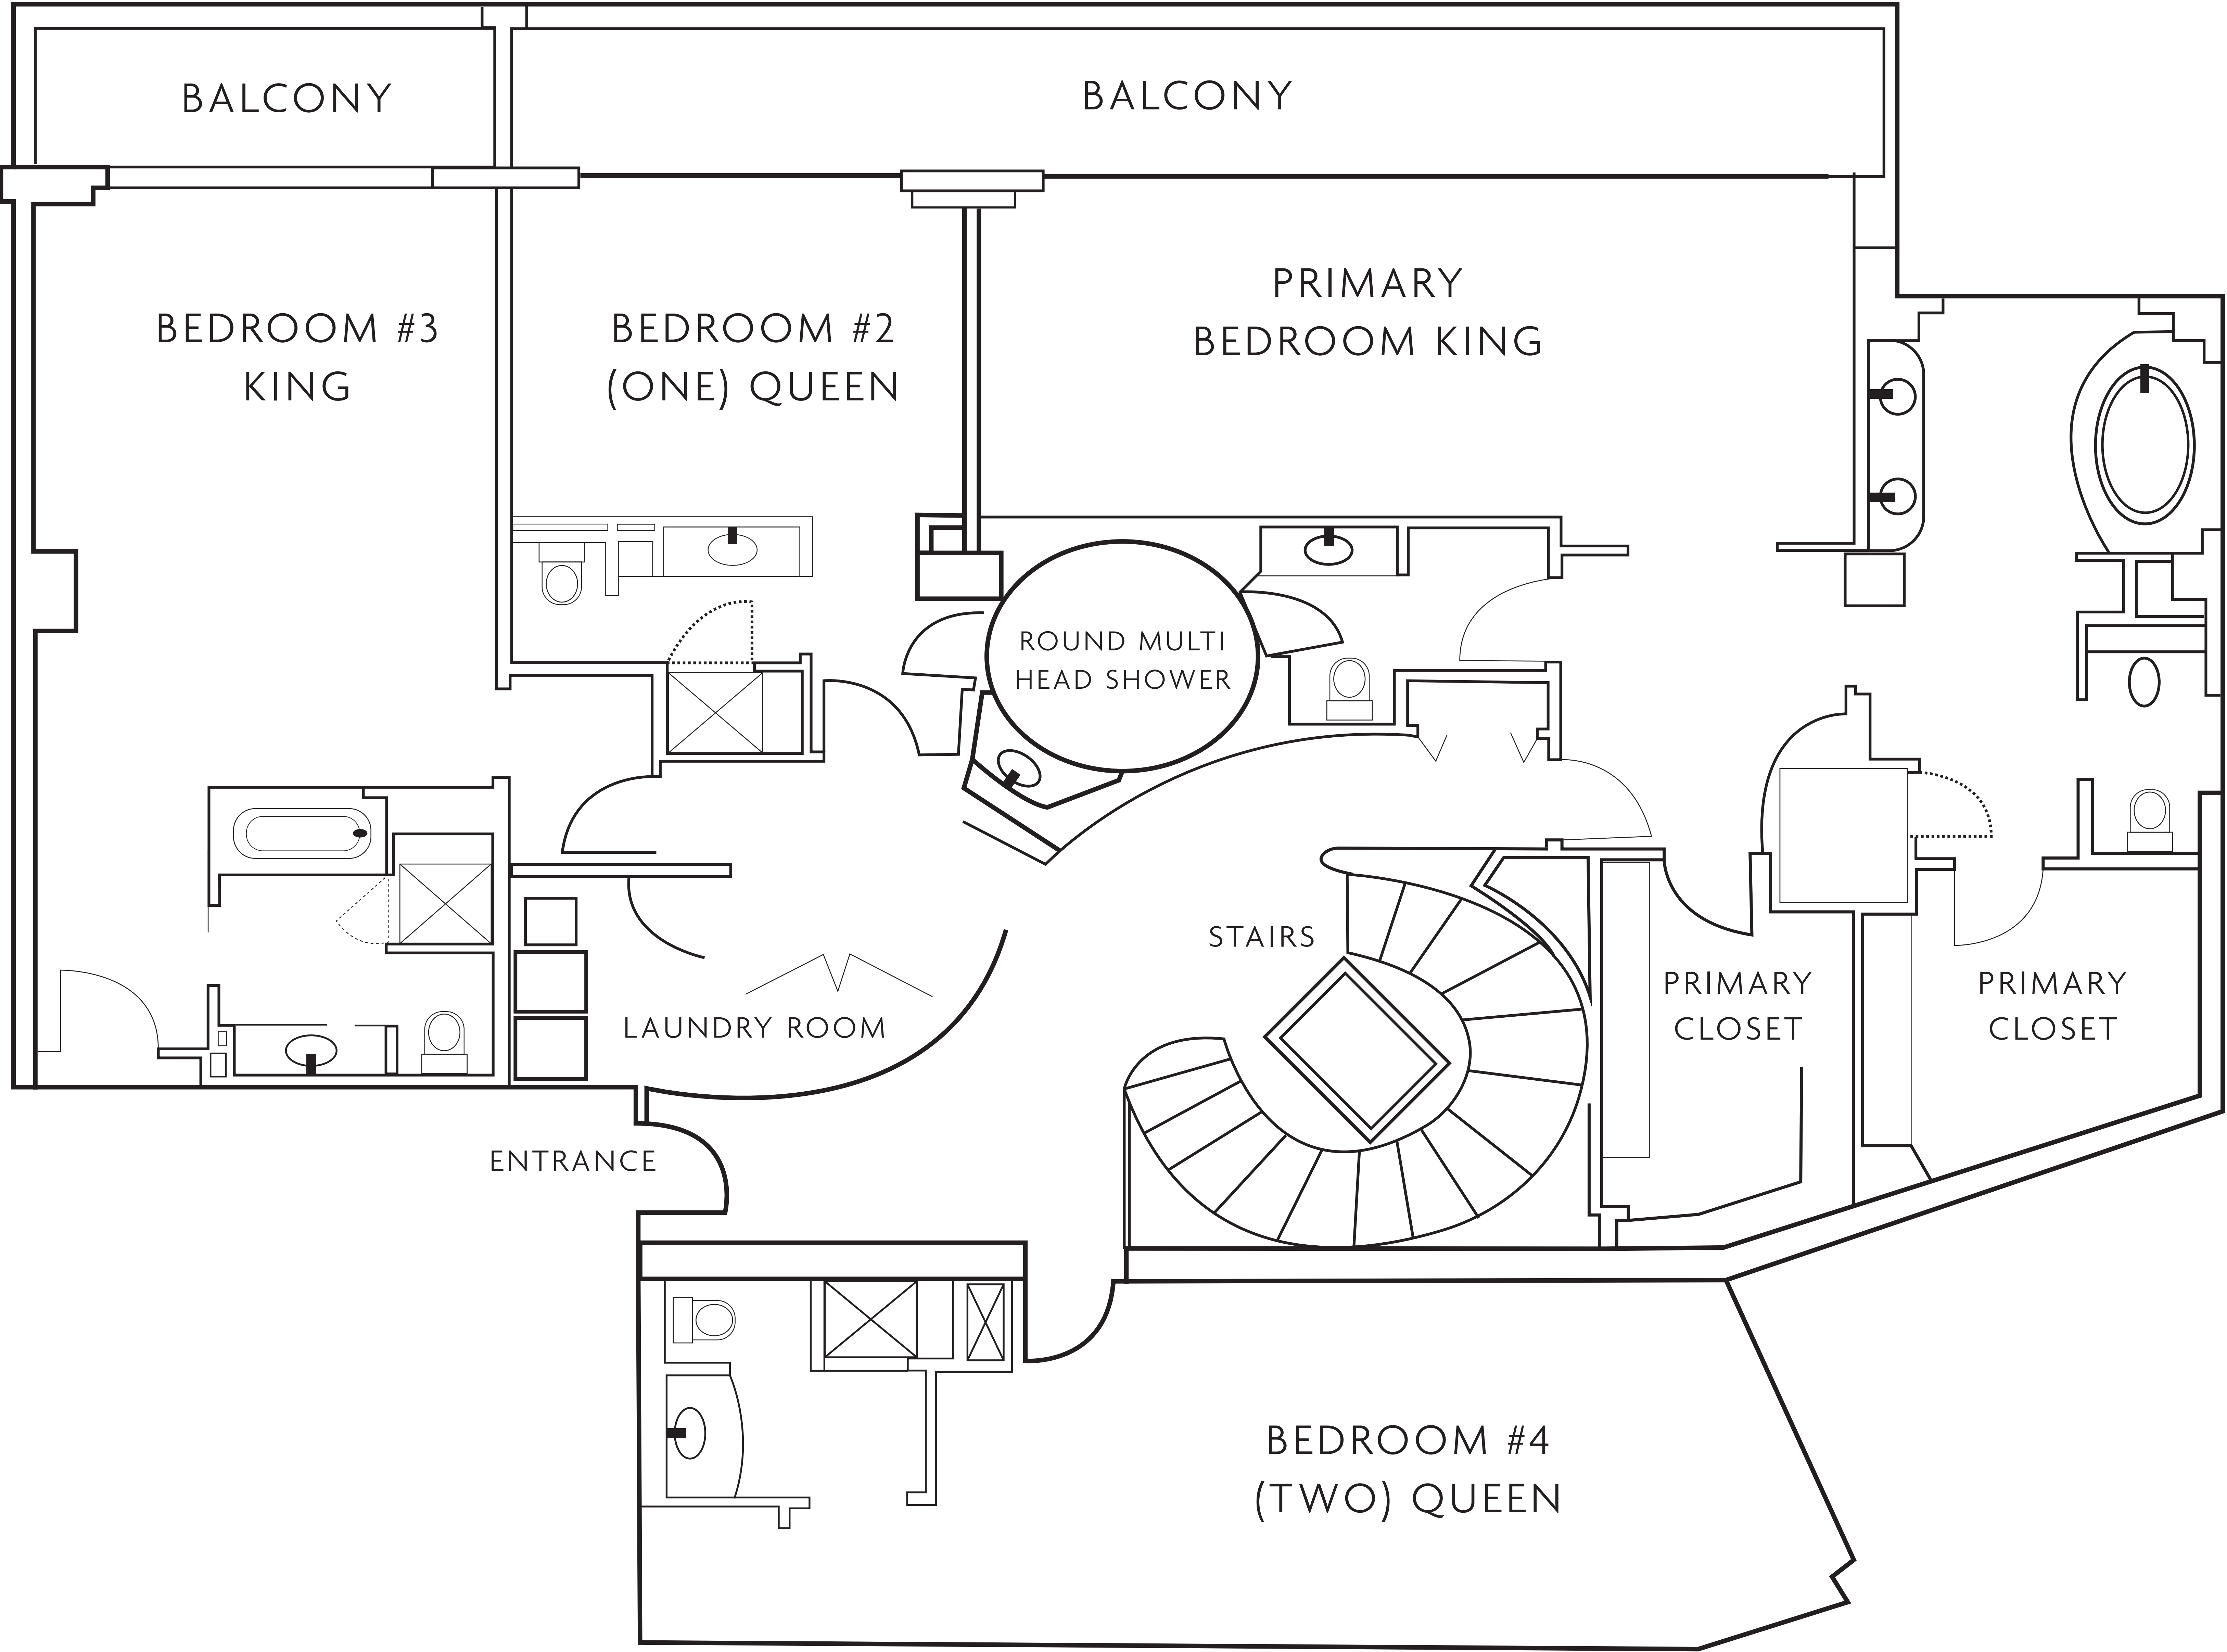 BALCONY
BALCONY
BEDROOM #3
KING
BEDROOM #2
(ONE) QUEEN
PRIMARY
BEDROOM KING
ROUND MULTI
HEAD SHOWER
STAIRS
LAUNDRY ROOM
PRIMARY
CLOSET
PRIMARY
CLOSET
ENTRANCE
BEDROOM #4
(TWO) QUEEN